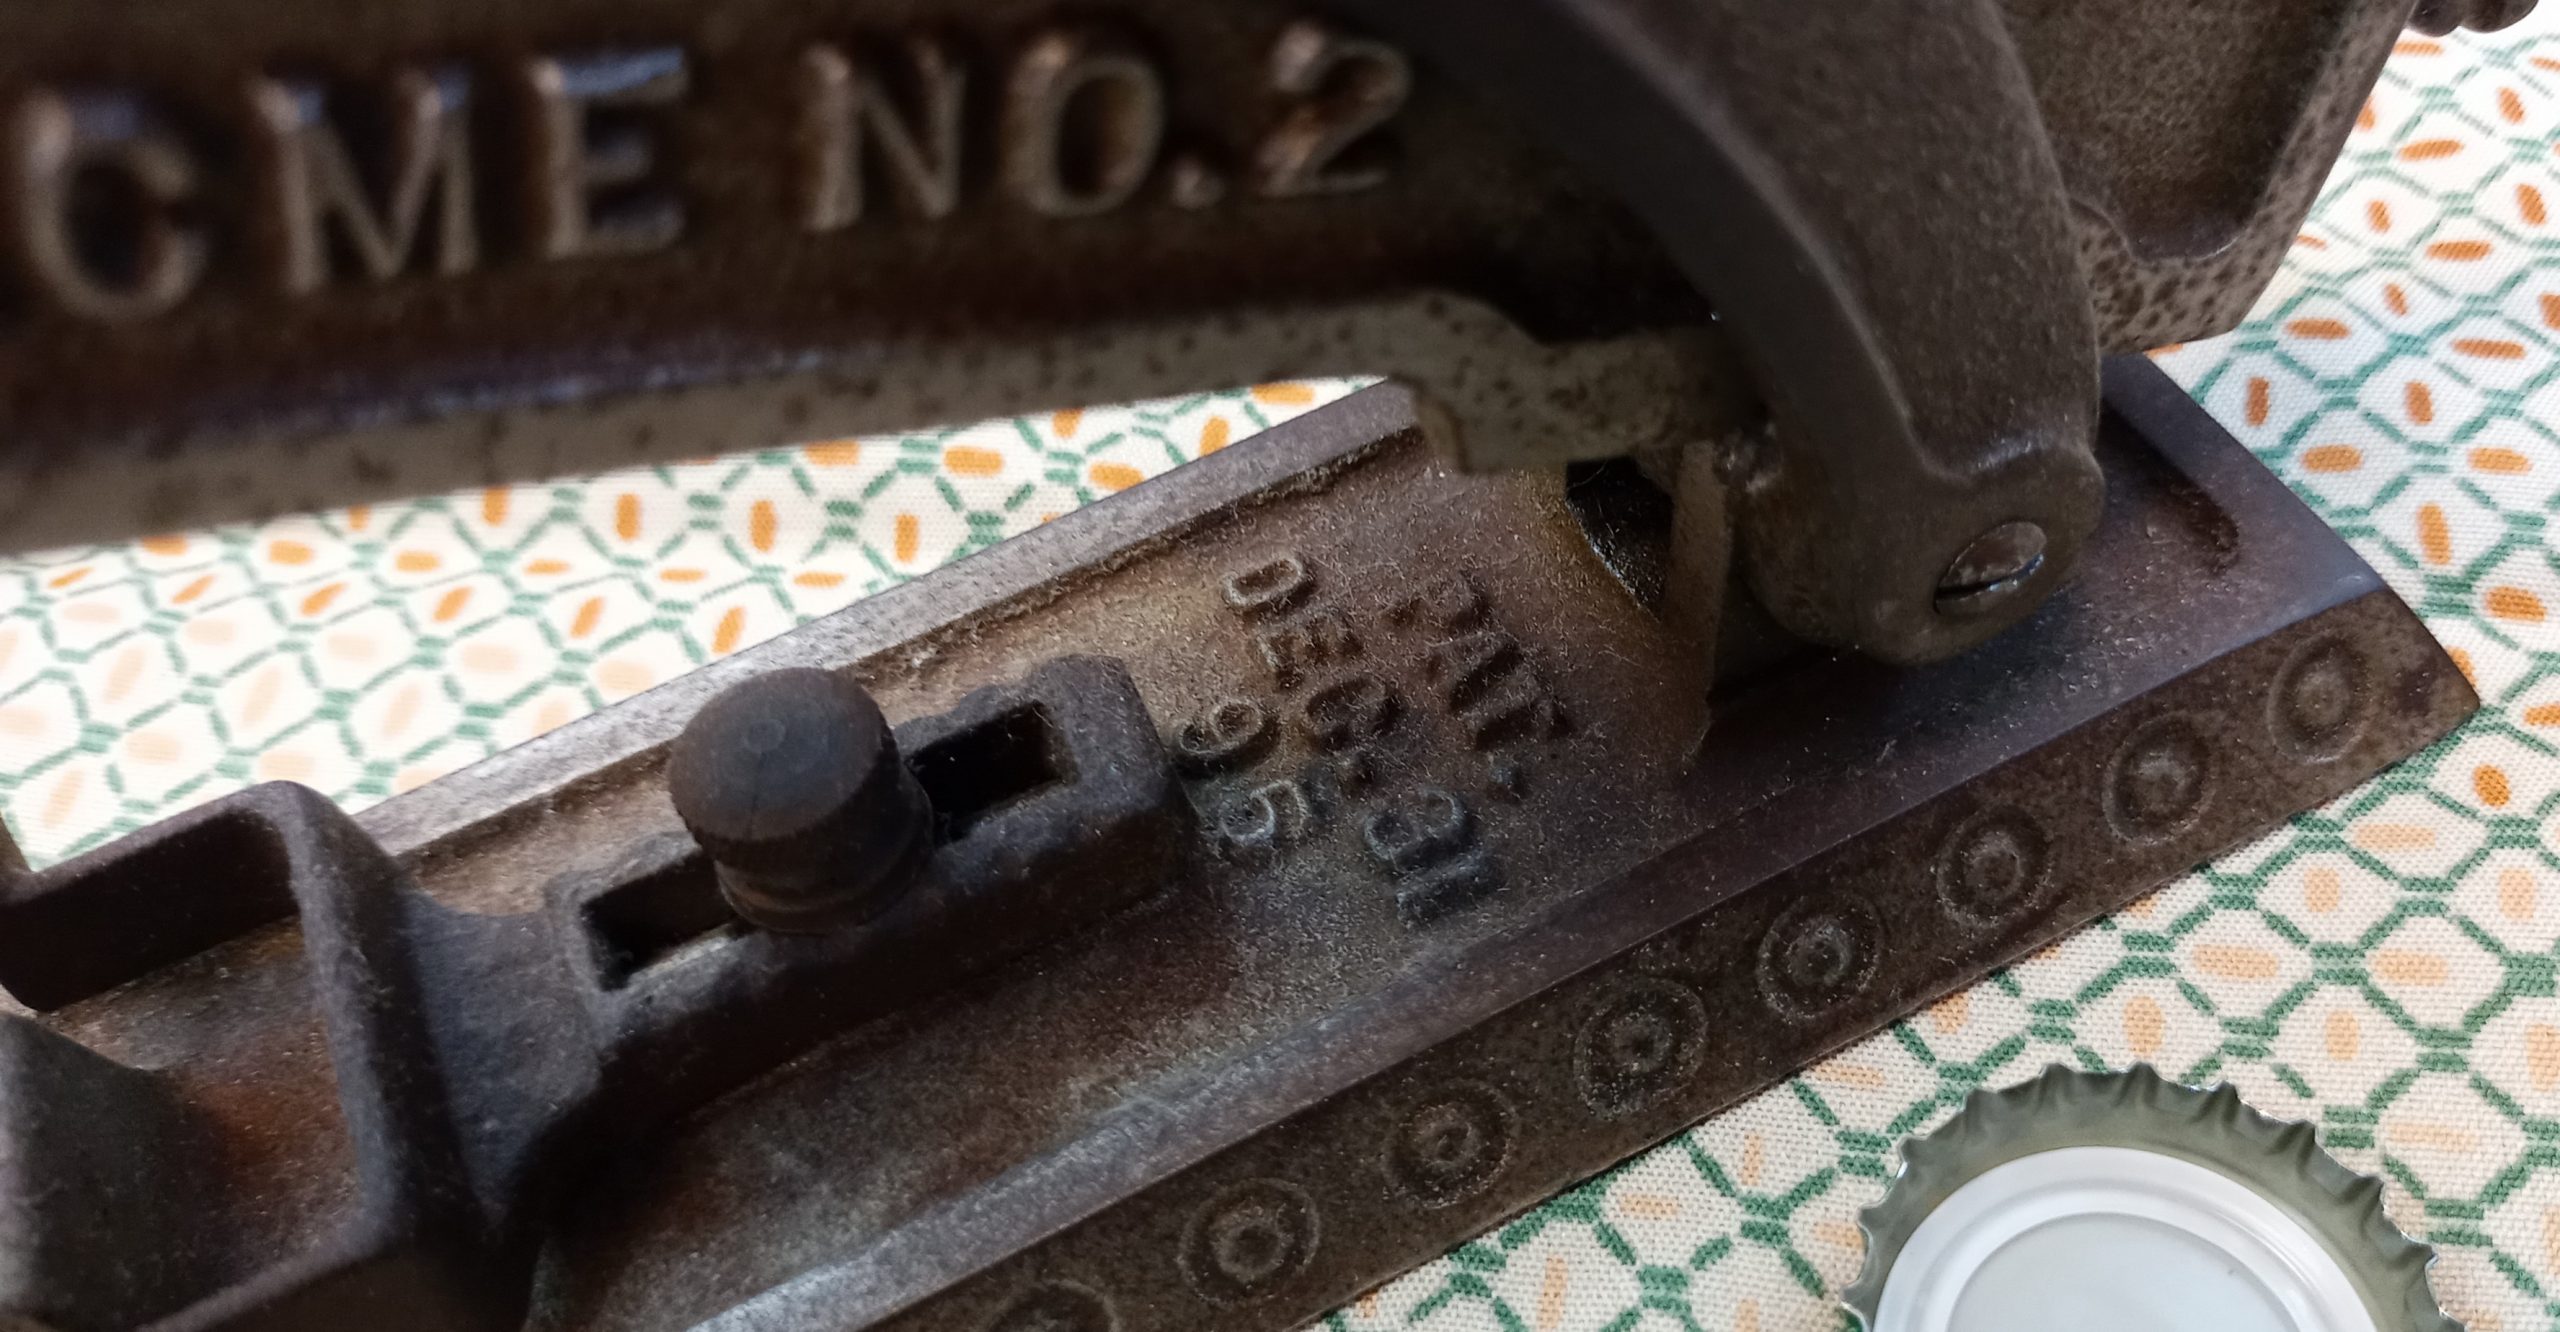 CME NO.2
PAT.
DEC. 31
95